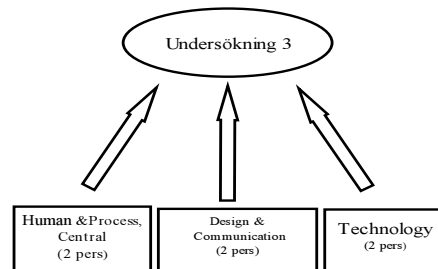 Undersökning 3
Human & Process,
Central
(2 pers)
Design &
Communication
(2 pers)
Technology
(2 pers)